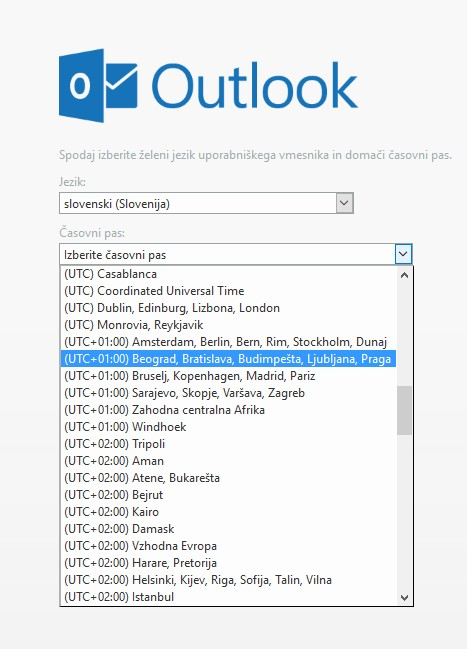 Outlook
Spodaj izberite želeni jezik uporabniškega vmesnika in domači časovni pas.
Jezik:
slovenski (Slovenija)
Časovni pas:
Izberite časovni pas
(UTC) Casablanca
(UTC) Coordinated Universal Time
(UTC) Dublin, Edinburg, Lizbona, London
(UTC) Monrovia, Reykjavik
(UTC+01:00) Amsterdam, Berlin, Bern, Rim, Stockholm, Dunaj
(UTC+01:00) Beograd, Bratislava, Budimpešta, Ljubljana, Praga
(UTC+01:00) Bruselj, Kopenhagen, Madrid, Pariz
(UTC+01:00) Sarajevo, Skopje, Varšava, Zagreb
(UTC+01:00) Zahodna centralna Afrika
(UTC+01:00) Windhoek
(UTC+02:00) Tripoli
(UTC+02:00) Aman
(UTC+02:00) Atene, Bukarešta
(UTC+02:00) Bejrut
(UTC+02:00) Kairo
(UTC+02:00) Damask
(UTC+02:00) Vzhodna Evropa
(UTC+02:00) Harare, Pretorija
(UTC+02:00) Helsinki, Kijev, Riga, Sofija, Talin, Vilna
(UTC+02:00) Istanbul